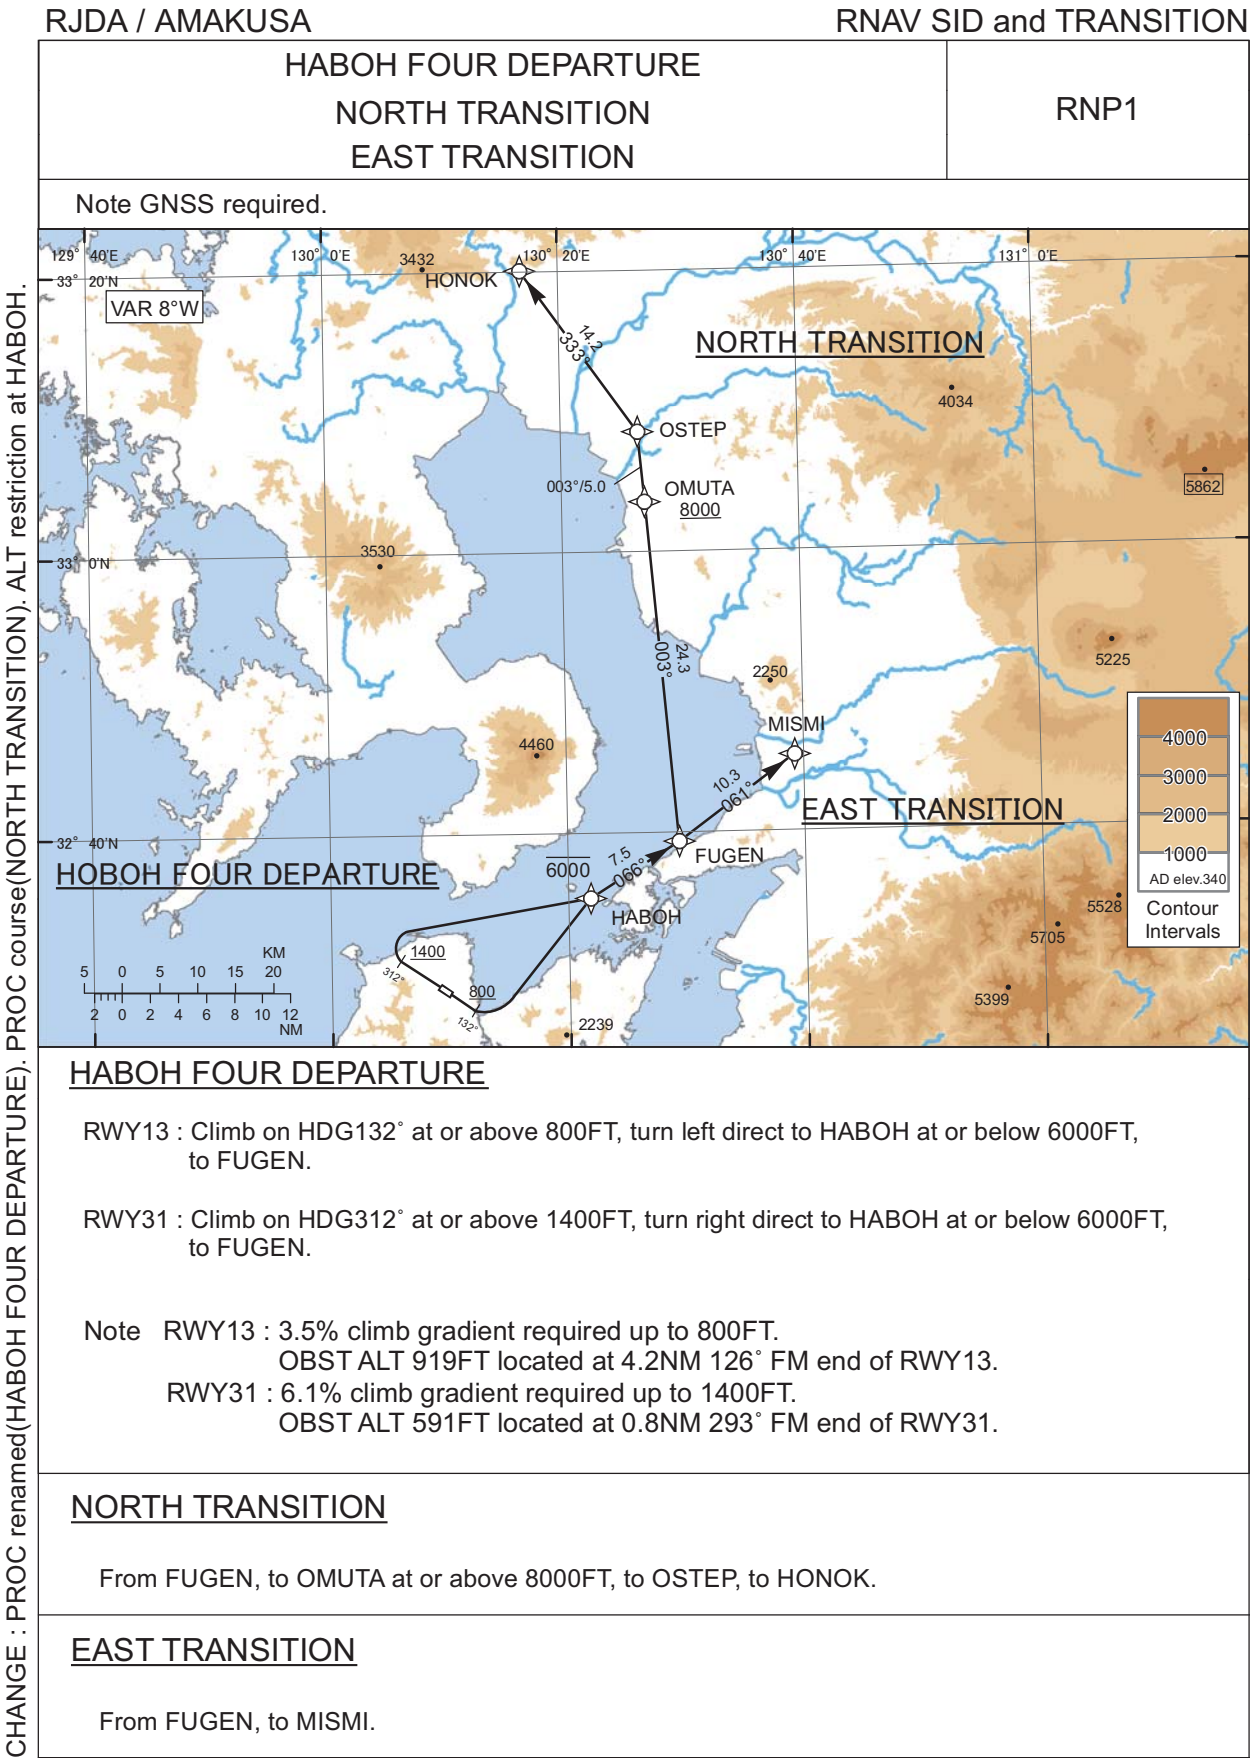 RJDA / AMAKUSA
RNAV SID and TRANSITION
HABOH FOUR DEPARTURE
NORTH TRANSITION
EAST TRANSITION
RNP1
Note GNSS required.
129° 40'E
130° 0'E
130° 20'E
130° 40'E
131° 0'E
33° 20'N
VAR 8°W
3432
HONOK
14.2
333°
NORTH TRANSITION
4034
OSTEP
003°/5.0
OMUTA
8000
5862
3530
33° 0'N
24.3
003°
5225
2250
MISMI
4460
10.3
061°
EAST TRANSITION
4000
3000
2000
1000
AD elev.340
Contour
Intervals
32° 40'N
HOBOH FOUR DEPARTURE
6000
7.5
066°
FUGEN
HABOH
5528
5705
5399
1400
312°
800
132°
2239
KM
5 0 5 10 15 20
2 0 2 4 6 8 10 12
NM
HABOH FOUR DEPARTURE
RWY13 : Climb on HDG132° at or above 800FT, turn left direct to HABOH at or below 6000FT,
to FUGEN.
RWY31 : Climb on HDG312° at or above 1400FT, turn right direct to HABOH at or below 6000FT,
to FUGEN.
Note RWY13 : 3.5% climb gradient required up to 800FT.
OBST ALT 919FT located at 4.2NM 126° FM end of RWY13.
RWY31 : 6.1% climb gradient required up to 1400FT.
OBST ALT 591FT located at 0.8NM 293° FM end of RWY31.
NORTH TRANSITION
From FUGEN, to OMUTA at or above 8000FT, to OSTEP, to HONOK.
EAST TRANSITION
From FUGEN, to MISMI.
CHANGE : PROC renamed(HABOH FOUR DEPARTURE). PROC course(NORTH TRANSITION). ALT restriction at HABOH.